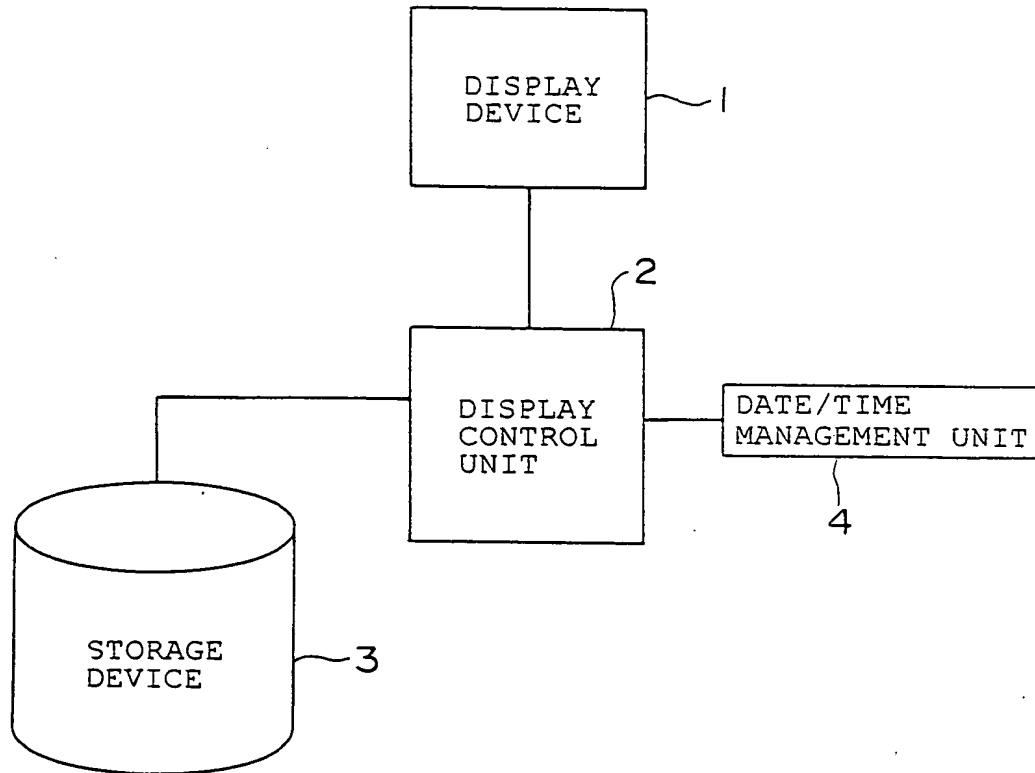 DISPLAY
DEVICE
1
2
DISPLAY
CONTROL
UNIT
DATE/TIME
MANAGEMENT UNIT
4
STORAGE
DEVICE
3